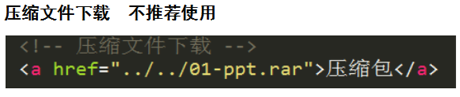 压缩文件下载　不推荐使用
<!-- 压缩文件下载 -->
<a href="../../01-ppt.rar">压缩包</a>